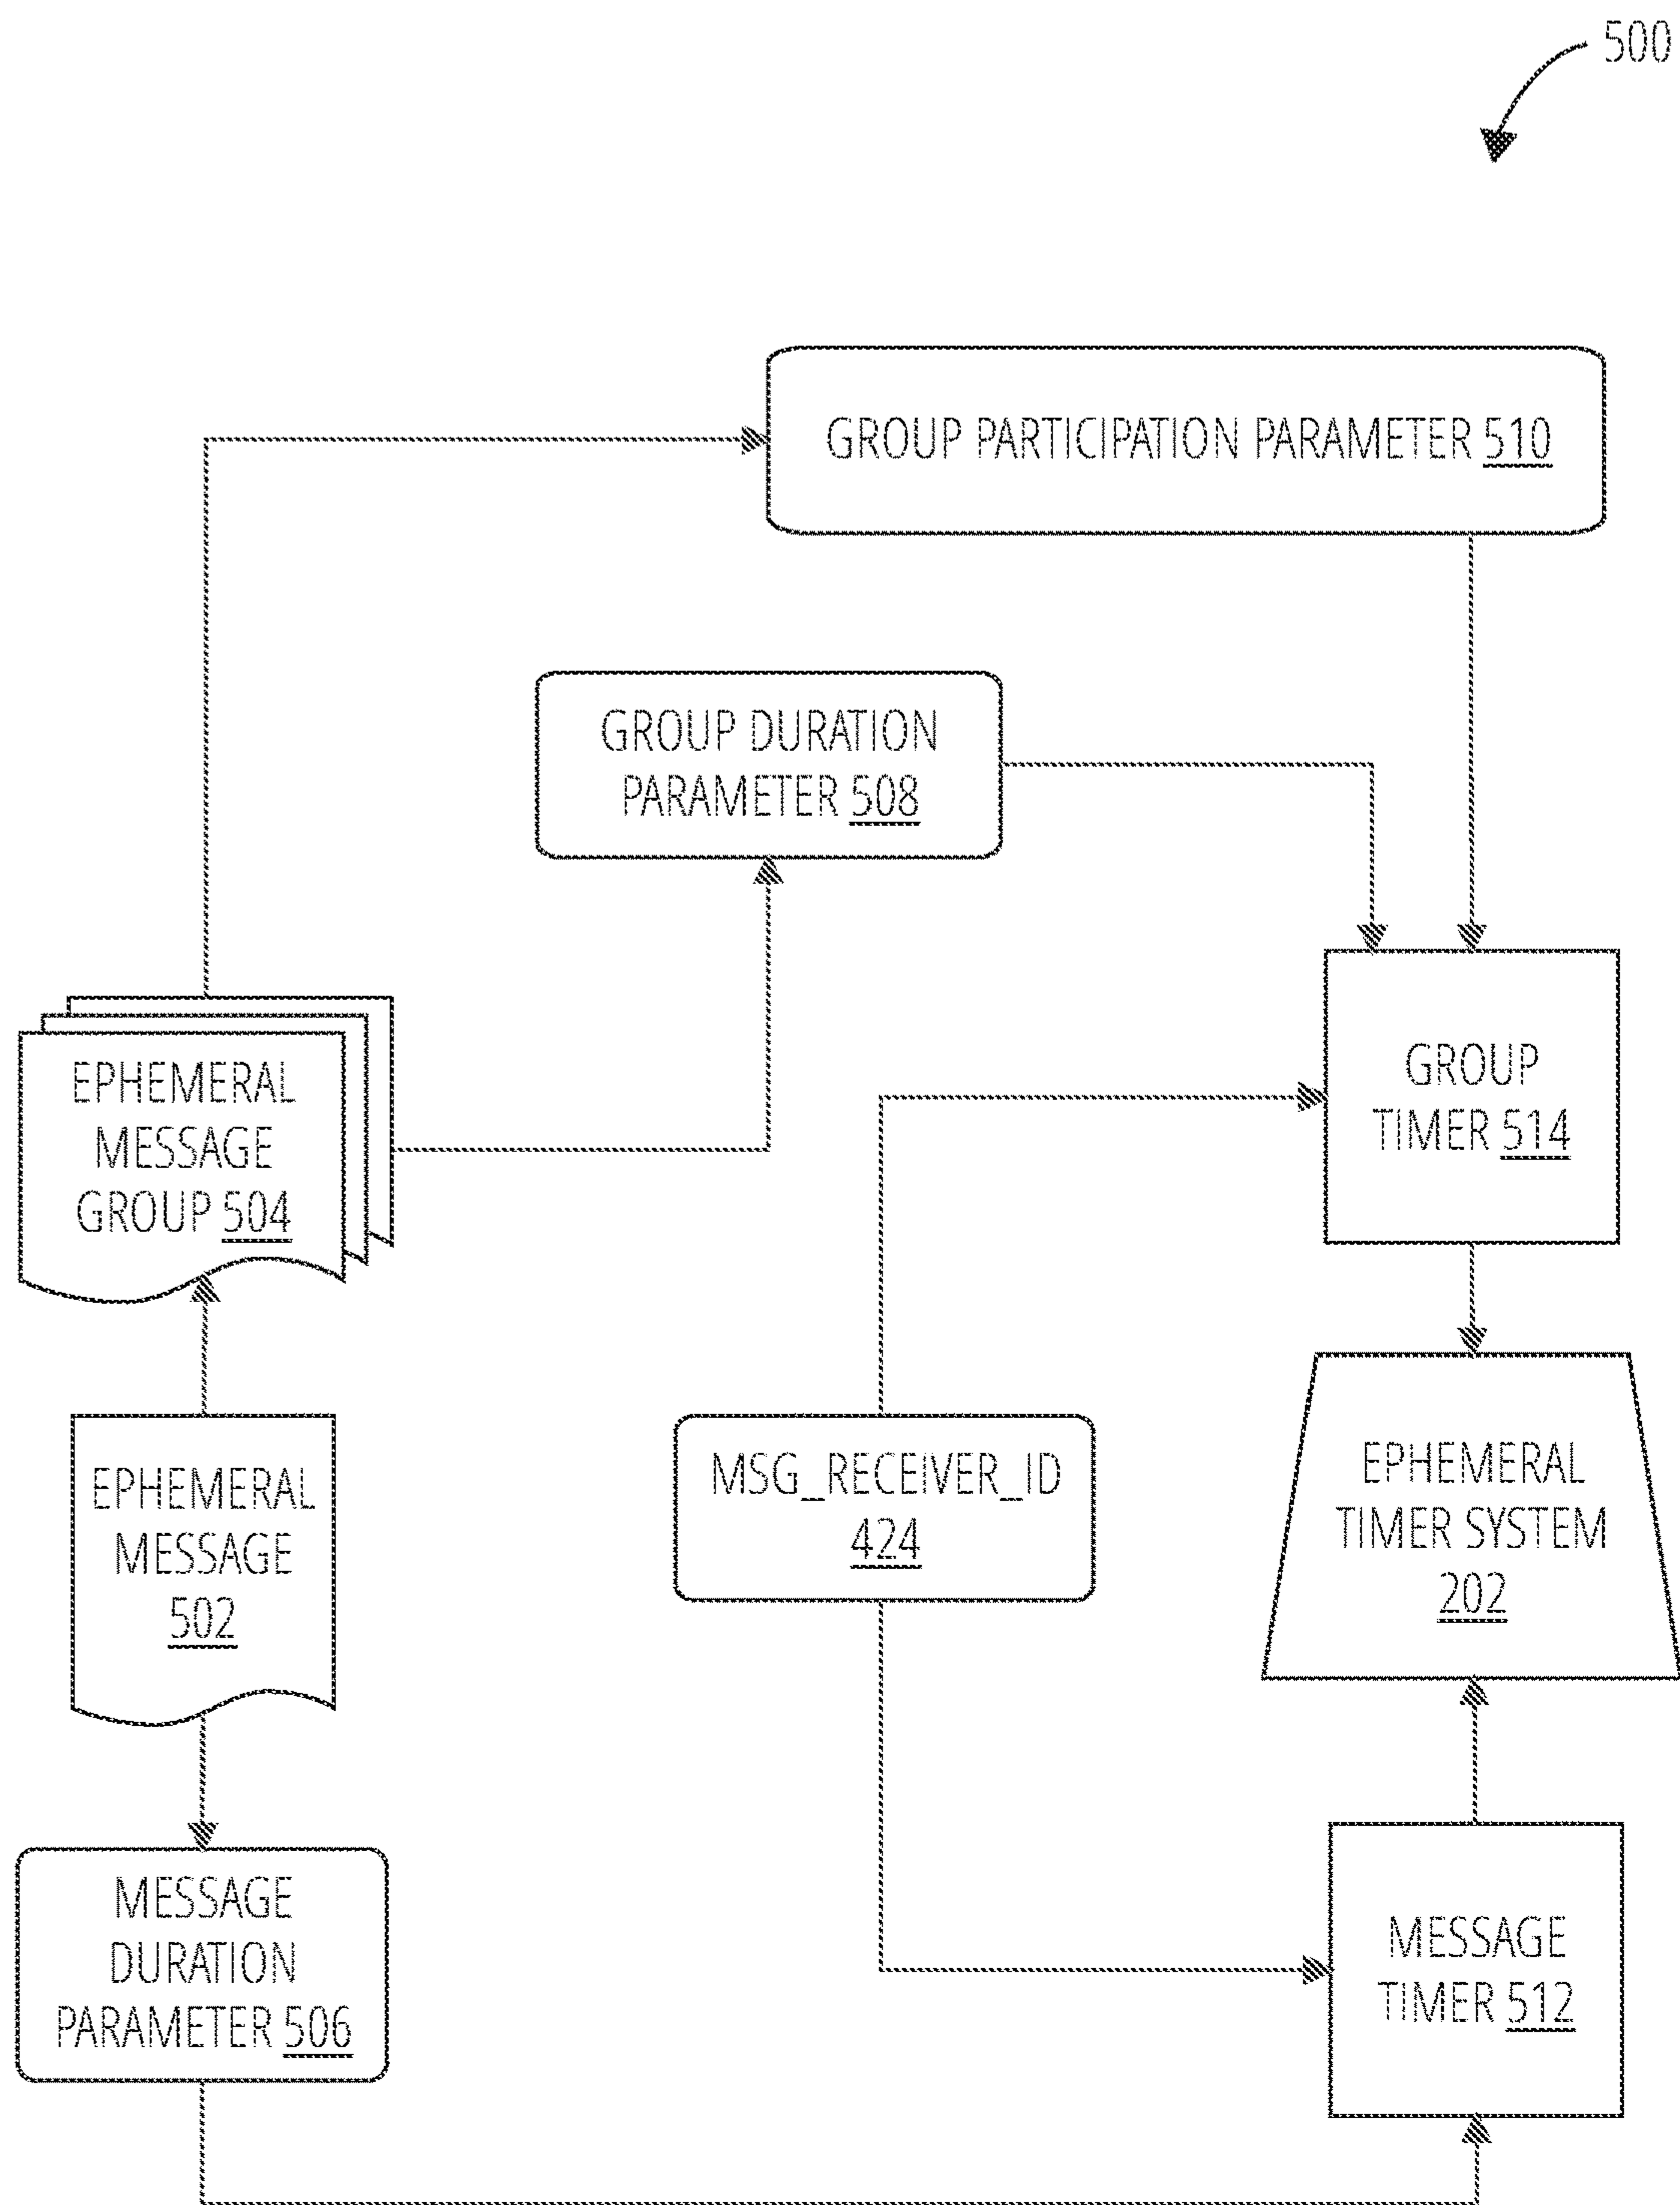 500
GROUP PARTICIPATION PARAMETER 510
GROUP DURATION
PARAMETER 508
EPHEMERAL
MESSAGE
GROUP 504
GROUP
TIMER 514
EPHEMERAL
MESSAGE
502
MSG_RECEIVER_ID
424
EPHEMERAL
TIMER SYSTEM
202
MESSAGE
DURATION
PARAMETER 506
MESSAGE
TIMER 512